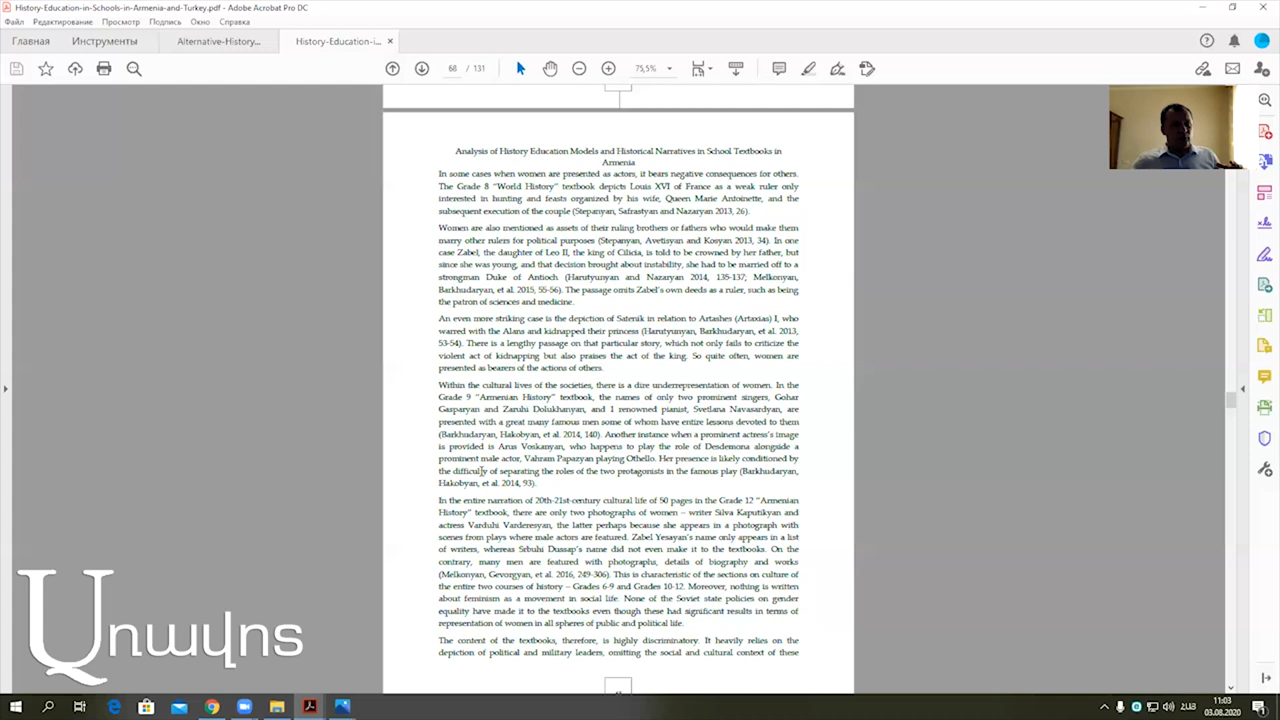 History-Education-in-Schools-in-Armenia-and-Turkey.pdf - Adobe Acrobat Pro DC
Файл Редактирование Просмотр Подпись Окно Справка
Главная Инструменты Alternative-History... History-Education-i... ×
68 / 131 75,5%
Analysis of History Education Models and Historical Narratives in School Textbooks in
Armenia
In some cases when women are presented as actors, it bears negative consequences for others.
The Grade 8 “World History” textbook depicts Louis XVI of France as a weak ruler only
interested in hunting and feasts organized by his wife, Queen Marie Antoinette, and the
subsequent execution of the couple (Stepanyan, Safrastyan and Nazaryan 2013, 26).
Women are also mentioned as assets of their ruling brothers or fathers who would make them
marry other rulers for political purposes (Stepanyan, Avetisyan and Kosyan 2013, 34). In one
case Zabel, the daughter of Leo II, the king of Cilicia, is told to be crowned by her father, but
since she was young, and that decision brought about instability, she had to be married off to a
strongman Duke of Antioch (Harutyunyan and Nazaryan 2014, 135-137; Melkonyan,
Barkhudaryan, et al. 2015, 55-56). The passage omits Zabel’s own deeds as a ruler, such as being
the patron of sciences and medicine.
An even more striking case is the depiction of Satenik in relation to Artashes (Artaxias) I, who
warred with the Alans and kidnapped their princess (Harutyunyan, Barkhudaryan, et al. 2013,
53-54). There is a lengthy passage on that particular story, which not only fails to criticize the
violent act of kidnapping but also praises the act of the king. So quite often, women are
presented as bearers of the actions of others.
Within the cultural lives of the societies, there is a dire underrepresentation of women. In the
Grade 9 “Armenian History” textbook, the names of only two prominent singers, Gohar
Gasparyan and Zaruhi Dolukhanyan, and 1 renowned pianist, Svetlana Navasardyan, are
presented with a great many famous men some of whom have entire lessons devoted to them
(Barkhudaryan, Hakobyan, et al. 2014, 140). Another instance when a prominent actress’s image
is provided is Arus Voskanyan, who happens to play the role of Desdemona alongside a
prominent male actor, Vahram Papazyan playing Othello. Her presence is likely conditioned by
the difficulty of separating the roles of the two protagonists in the famous play (Barkhudaryan,
Hakobyan, et al. 2014, 93).
In the entire narration of 20th-21st-century cultural life of 50 pages in the Grade 12 “Armenian
History” textbook, there are only two photographs of women – writer Silva Kaputikyan and
actress Varduhi Varderesyan, the latter perhaps because she appears in a photograph with
scenes from plays where male actors are featured. Zabel Yesayan’s name only appears in a list
of writers, whereas Srbuhi Dussap’s name did not even make it to the textbooks. On the
contrary, many men are featured with photographs, details of biography and works
(Melkonyan, Gevorgyan, et al. 2016, 249-306). This is characteristic of the sections on culture of
the entire two courses of history – Grades 6-9 and Grades 10-12. Moreover, nothing is written
about feminism as a movement in social life. None of the Soviet state policies on gender
equality have made it to the textbooks even though these had significant results in terms of
representation of women in all spheres of public and political life.
The content of the textbooks, therefore, is highly discriminatory. It heavily relies on the
depiction of political and military leaders, omitting the social and cultural context of these
Առավոտ
ՀԱՅ 11:03
03.08.2020